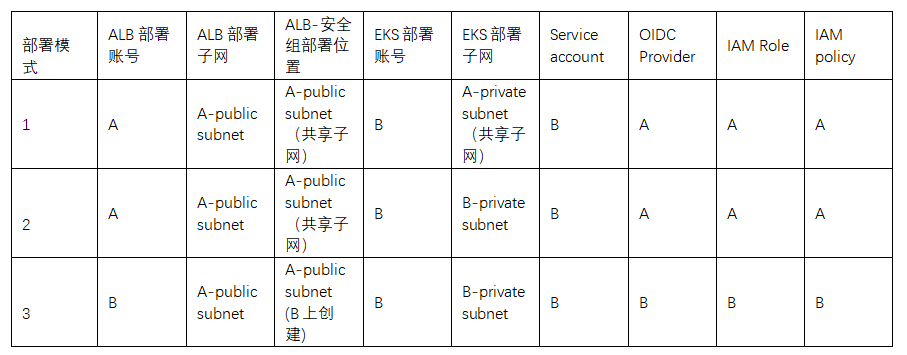 部署模
式
ALB 部署
账号
ALB 部署
子网
ALB-安全
组部署位
置
EKS 部署
账号
EKS 部署
子网
Service
account
OIDC
Provider
IAM Role
IAM
policy
1
A
A-public
subnet
A-public
subnet
（共享子
网）
B
A-private
subnet
（共享子
网）
B
A
A
A
2
A
A-public
subnet
A-public
subnet
（共享子
网）
B
B-private
subnet
B
A
A
A
3
B
A-public
subnet
A-public
subnet
(B 上创
建)
B
B-private
subnet
B
B
B
B